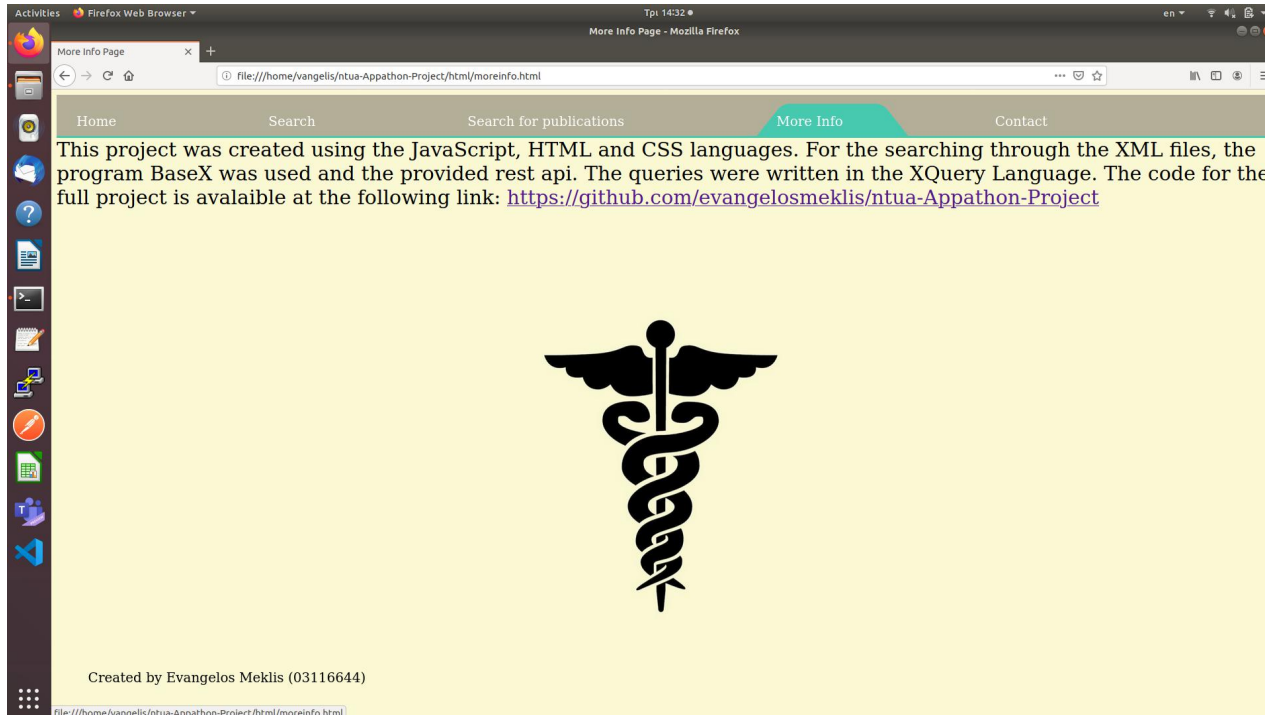 Activities Firefox Web Browser Τρι 14:32 en
More Info Page - Mozilla Firefox
More Info Page
file:///home/vangelis/ntua-Appathon-Project/html/moreinfo.html
Home Search Search for publications More Info Contact
This project was created using the JavaScript, HTML and CSS languages. For the searching through the XML files, the
program BaseX was used and the provided rest api. The queries were written in the XQuery Language. The code for the
full project is avalaible at the following link: https://github.com/evangelosmeklis/ntua-Appathon-Project
Created by Evangelos Meklis (03116644)
file:///home/vangelis/ntua-Appathon-Project/html/moreinfo.html